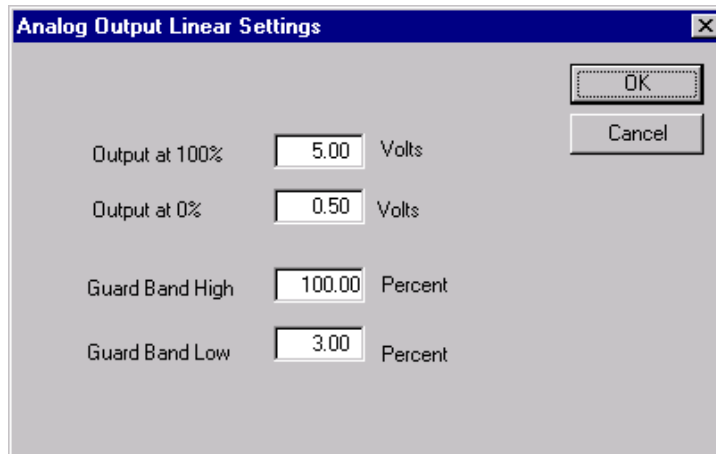 Analog Output Linear Settings
OK
Cancel
Output at 100% 5.00 Volts
Output at 0% 0.50 Volts
Guard Band High 100.00 Percent
Guard Band Low 3.00 Percent